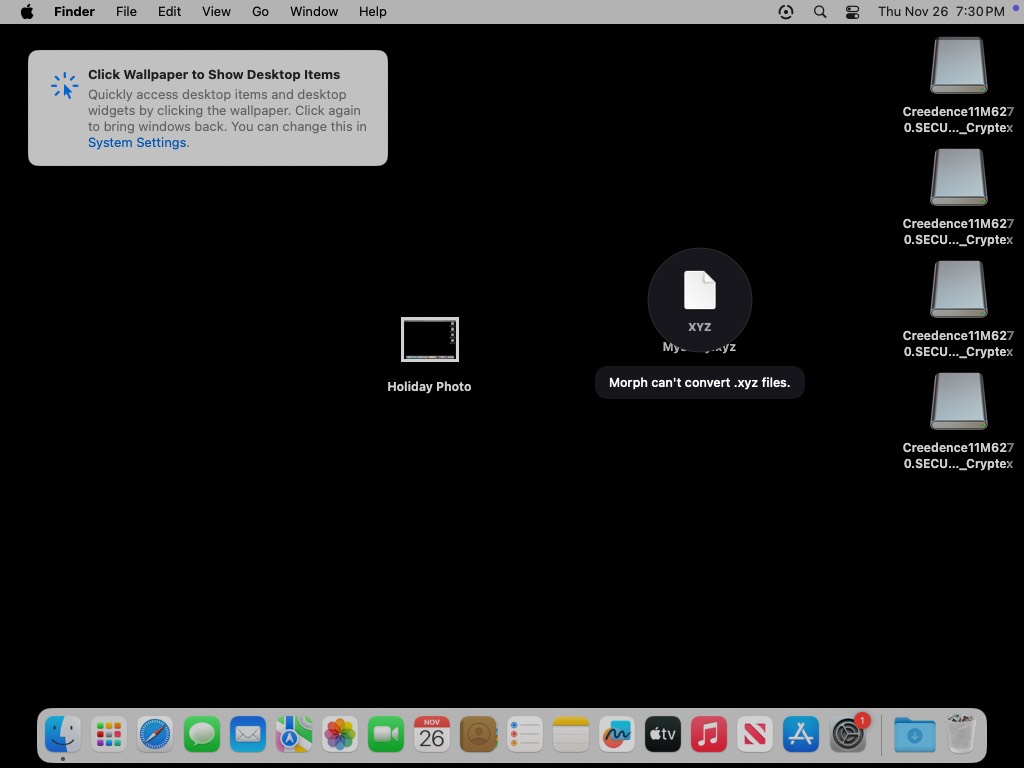 Finder File Edit View Go Window Help Thu Nov 26 7:30 PM
Click Wallpaper to Show Desktop Items
Quickly access desktop items and desktop
widgets by clicking the wallpaper. Click again
to bring windows back. You can change this in
System Settings.
Creedence11M627
0.SECU..._Cryptex
Creedence11M627
0.SECU..._Cryptex
Creedence11M627
0.SECU..._Cryptex
Creedence11M627
0.SECU..._Cryptex
XYZ
Holiday Photo
Morph can't convert .xyz files.
NOV
26
tv
1